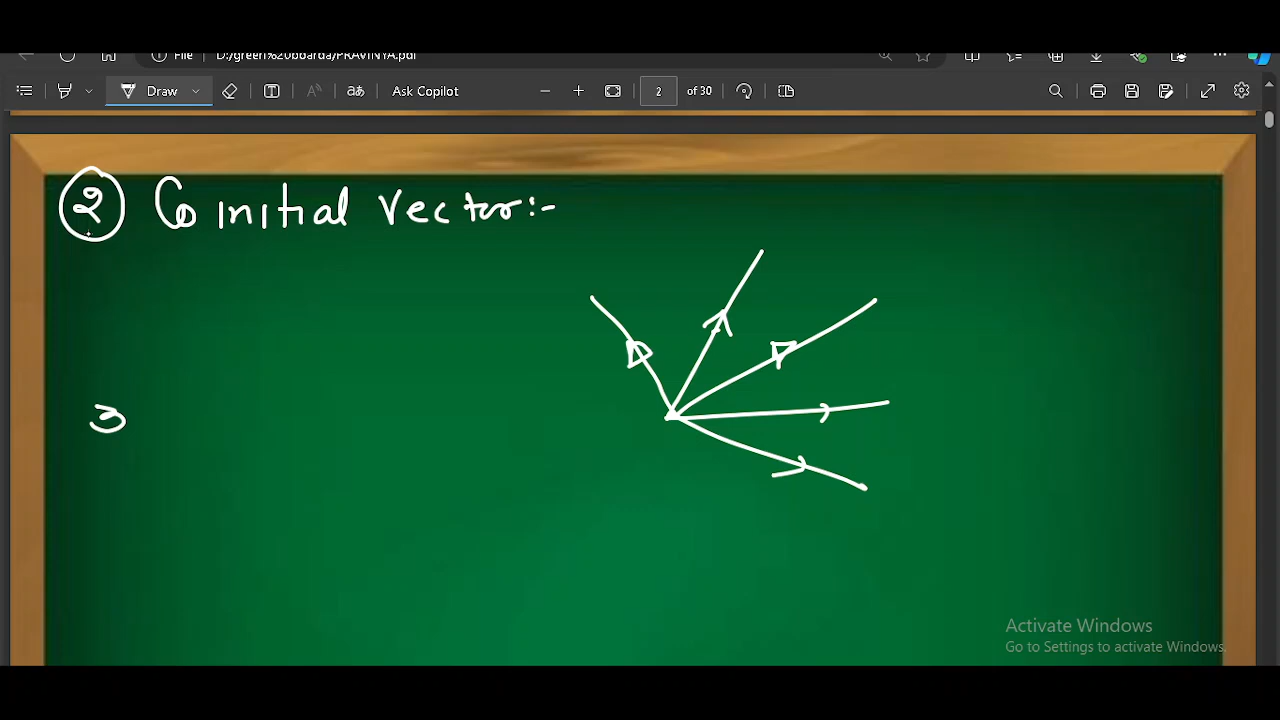 File D:/green%20boarda/PRAVINYA.pdf
Draw Ask Copilot 2 of 30
② Co initial vector:-
3
Activate Windows
Go to Settings to activate Windows.